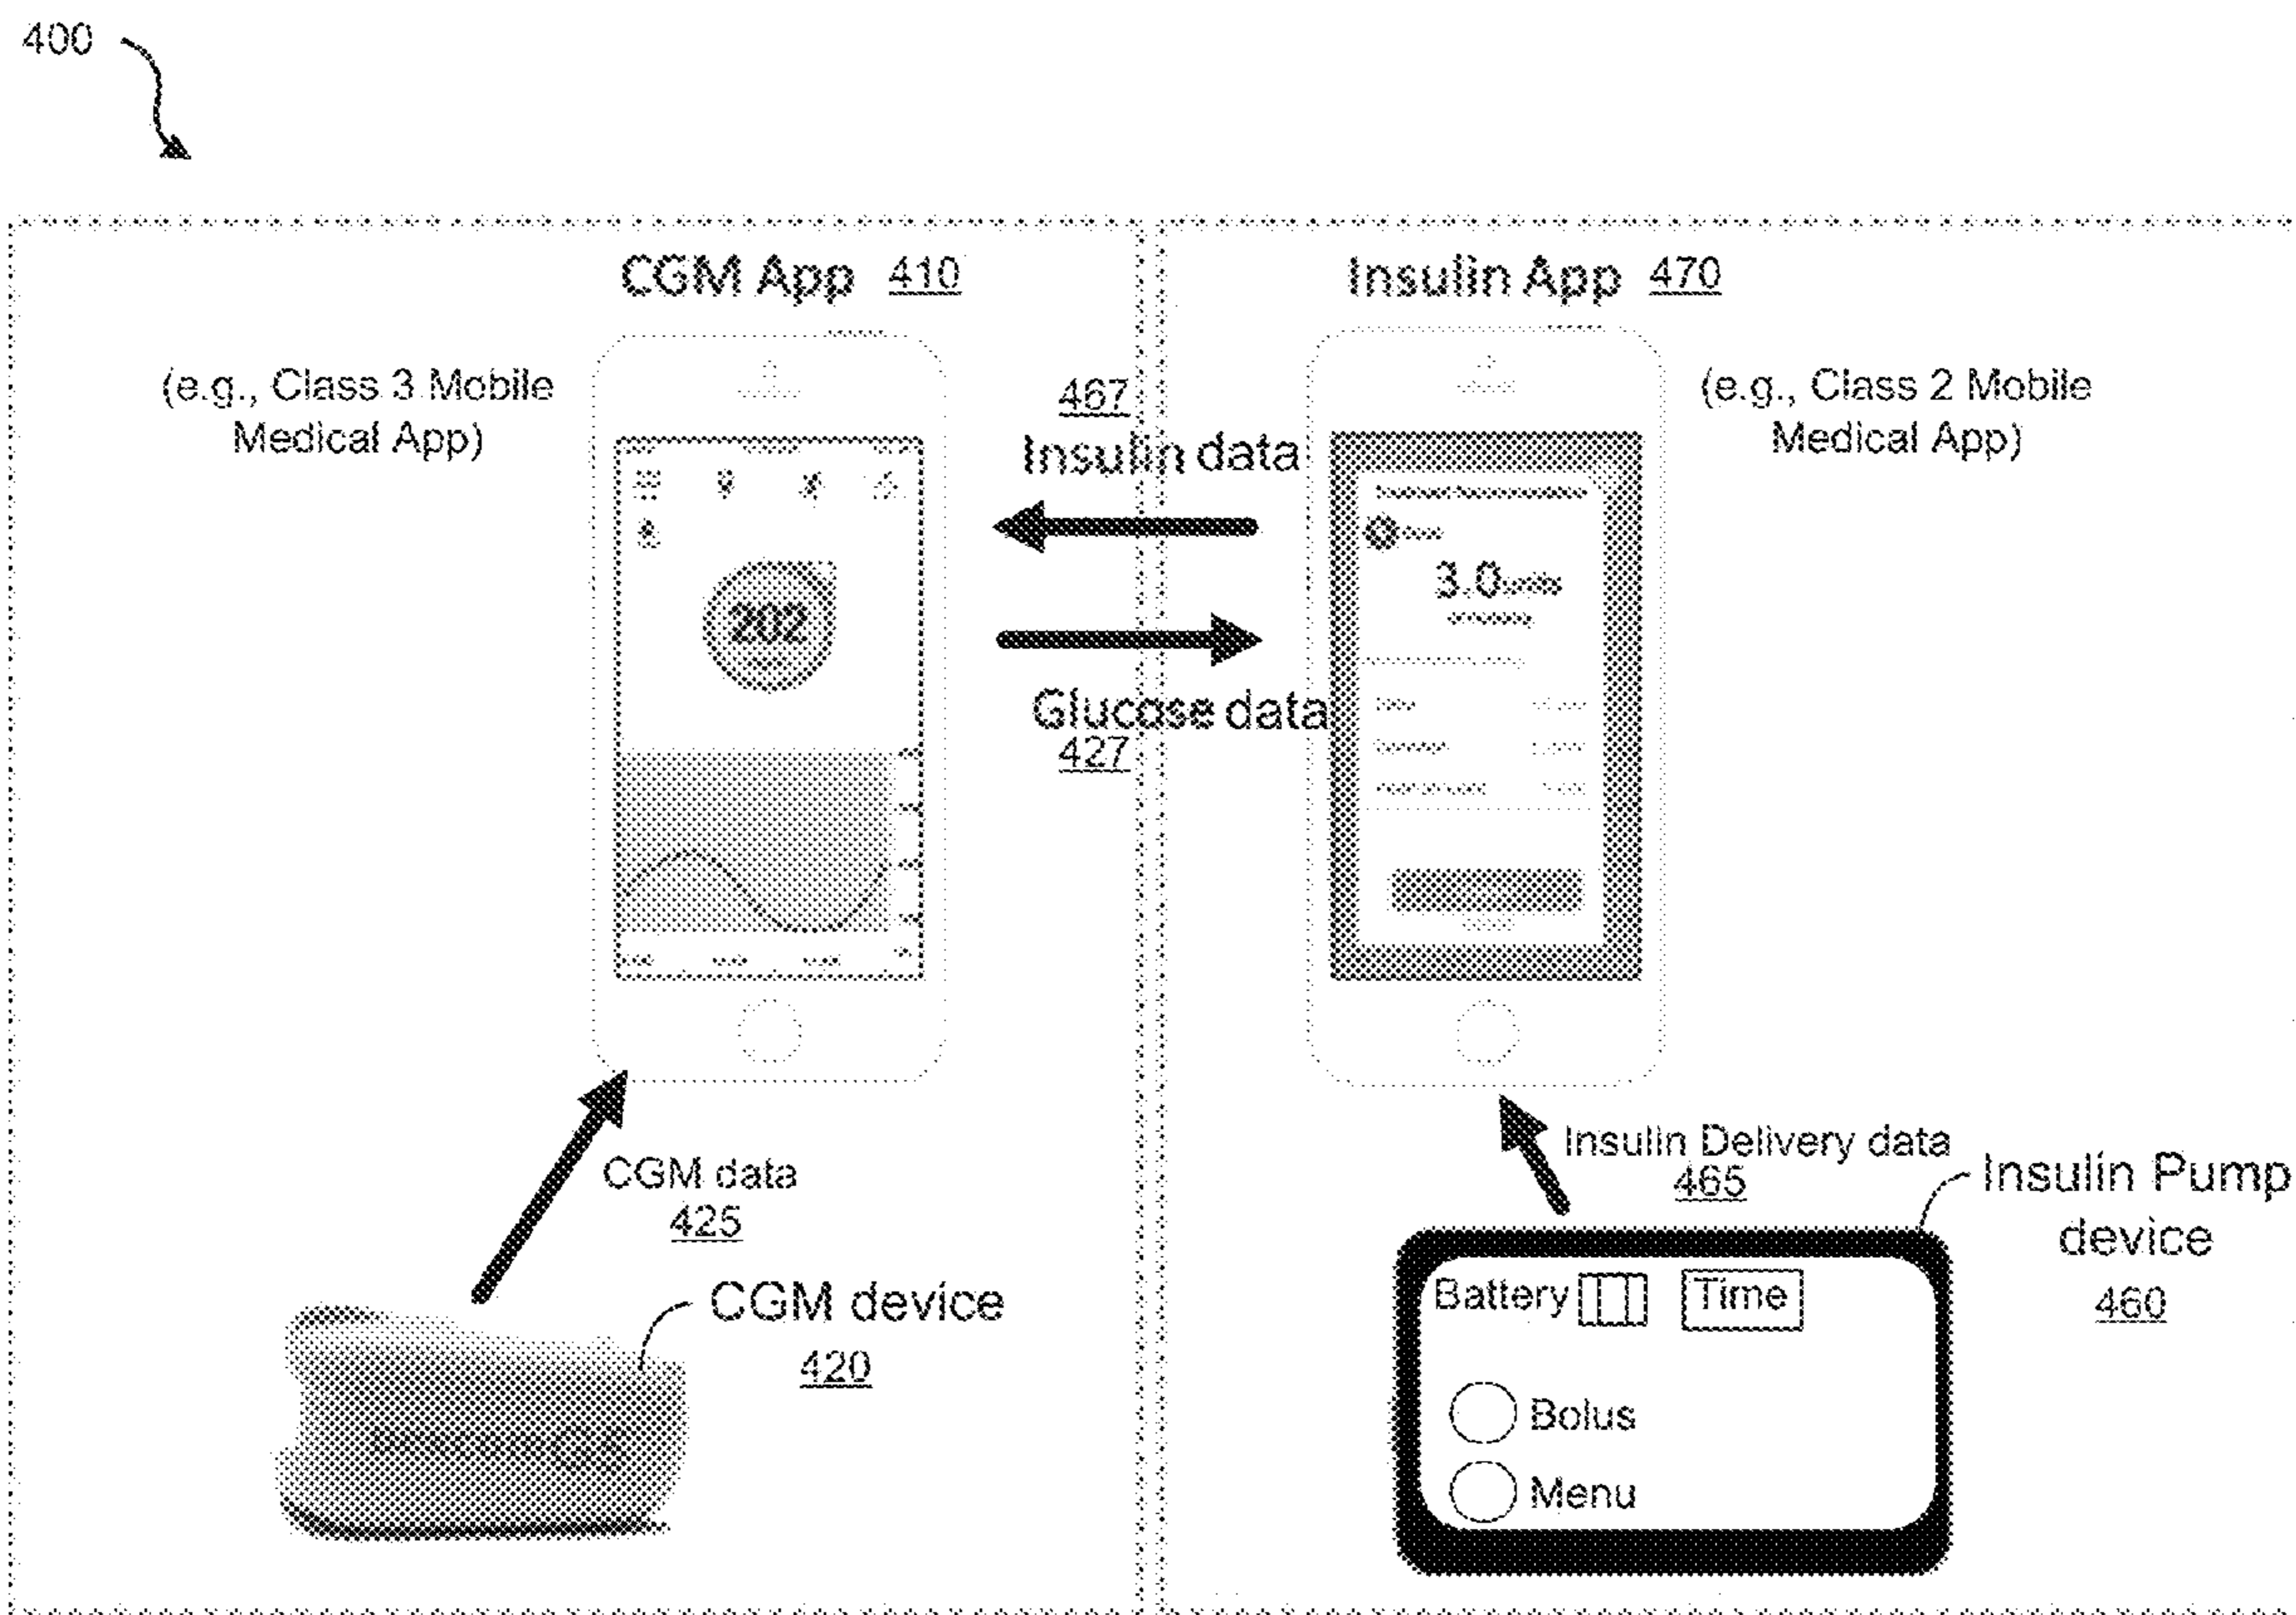 400
CGM App 410
(e.g., Class 3 Mobile
Medical App)
202
467
Insulin data
Glucose data
427
CGM data
425
CGM device
420
Insulin App 470
(e.g., Class 2 Mobile
Medical App)
3.0 units
Insulin Delivery data
465
Insulin Pump
device
460
Battery Time
Bolus
Menu